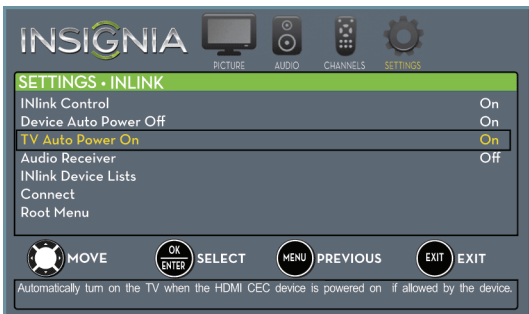 INSIGNIA
PICTURE AUDIO CHANNELS SETTINGS
SETTINGS • INLINK
INlink Control On
Device Auto Power Off On
TV Auto Power On On
Audio Receiver Off
INlink Device Lists
Connect
Root Menu
MOVE OK ENTER SELECT MENU PREVIOUS EXIT EXIT
Automatically turn on the TV when the HDMI CEC device is powered on if allowed by the device.